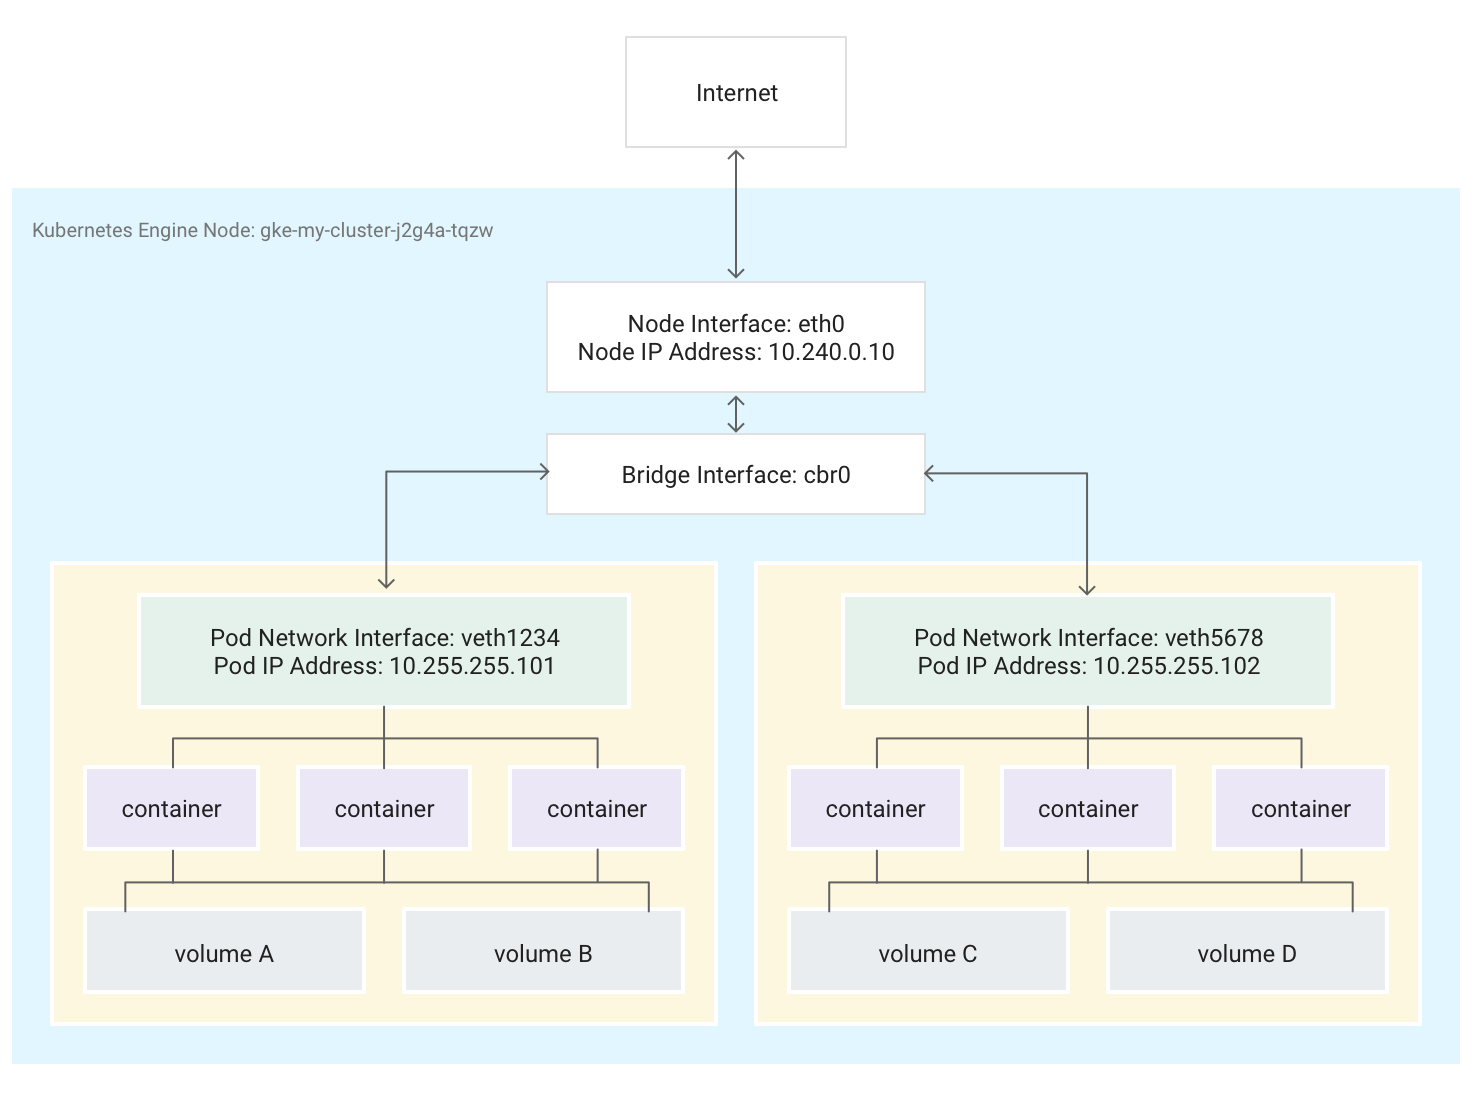 Internet
Kubernetes Engine Node: gke-my-cluster-j2g4a-tqzw
Node Interface: eth0
Node IP Address: 10.240.0.10
Bridge Interface: cbr0
Pod Network Interface: veth1234
Pod IP Address: 10.255.255.101
container
container
container
volume A
volume B
Pod Network Interface: veth5678
Pod IP Address: 10.255.255.102
container
container
container
volume C
volume D